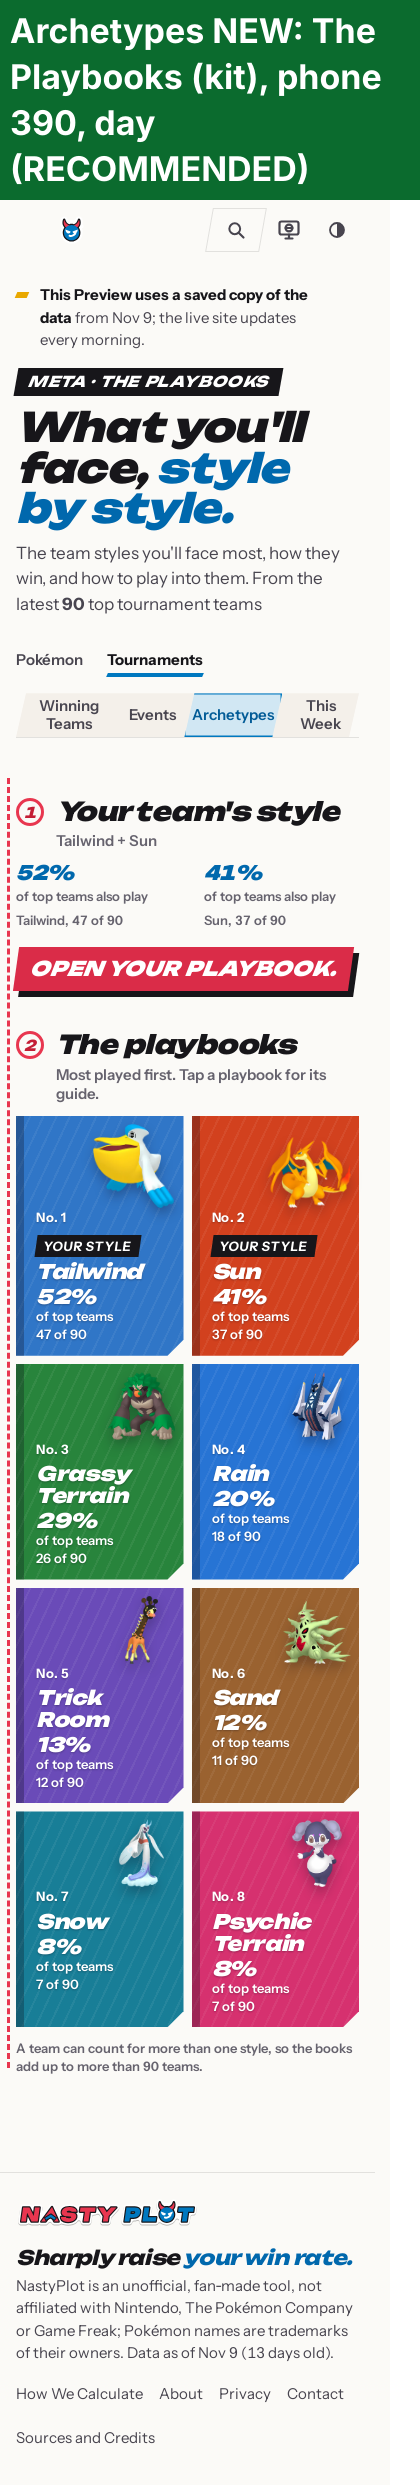 Archetypes NEW: The
Playbooks (kit), phone
390, day
(RECOMMENDED)
This Preview uses a saved copy of the
data from Nov 9; the live site updates
every morning.
META · THE PLAYBOOKS
What you'll
face, style
by style.
The team styles you'll face most, how they
win, and how to play into them. From the
latest 90 top tournament teams
Pokémon Tournaments
Winning
Teams
Events
Archetypes
This
Week
1 Your team's style
Tailwind + Sun
52% 41%
of top teams also play of top teams also play
Tailwind, 47 of 90 Sun, 37 of 90
OPEN YOUR PLAYBOOK.
2 The playbooks
Most played first. Tap a playbook for its
guide.
No. 1
YOUR STYLE
Tailwind
52%
of top teams
47 of 90
No. 2
YOUR STYLE
Sun
41%
of top teams
37 of 90
No. 3
Grassy
Terrain
29%
of top teams
26 of 90
No. 4
Rain
20%
of top teams
18 of 90
No. 5
Trick
Room
13%
of top teams
12 of 90
No. 6
Sand
12%
of top teams
11 of 90
No. 7
Snow
8%
of top teams
7 of 90
No. 8
Psychic
Terrain
8%
of top teams
7 of 90
A team can count for more than one style, so the books
add up to more than 90 teams.
NASTY PLOT
Sharply raise your win rate.
NastyPlot is an unofficial, fan-made tool, not
affiliated with Nintendo, The Pokémon Company
or Game Freak; Pokémon names are trademarks
of their owners. Data as of Nov 9 (13 days old).
How We Calculate About Privacy Contact
Sources and Credits